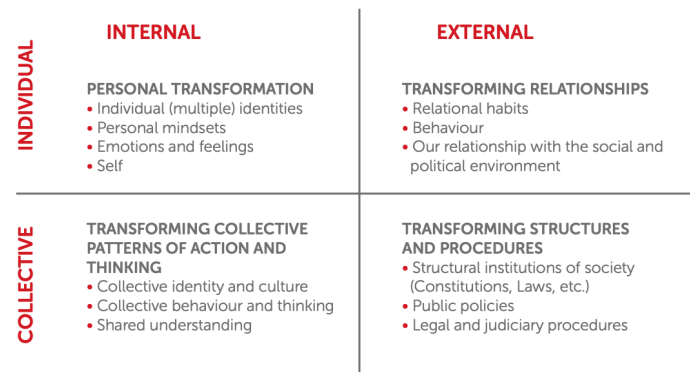 INTERNAL
EXTERNAL
INDIVIDUAL
PERSONAL TRANSFORMATION
• Individual (multiple) identities
• Personal mindsets
• Emotions and feelings
• Self
TRANSFORMING RELATIONSHIPS
• Relational habits
• Behaviour
• Our relationship with the social and
political environment
COLLECTIVE
TRANSFORMING COLLECTIVE
PATTERNS OF ACTION AND
THINKING
• Collective identity and culture
• Collective behaviour and thinking
• Shared understanding
TRANSFORMING STRUCTURES
AND PROCEDURES
• Structural institutions of society
(Constitutions, Laws, etc.)
• Public policies
• Legal and judiciary procedures